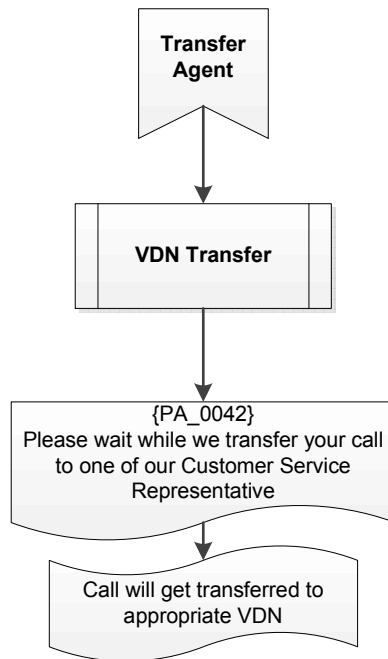 Transfer
Agent
VDN Transfer
{PA_0042}
Please wait while we transfer your call
to one of our Customer Service
Representative
Call will get transferred to
appropriate VDN